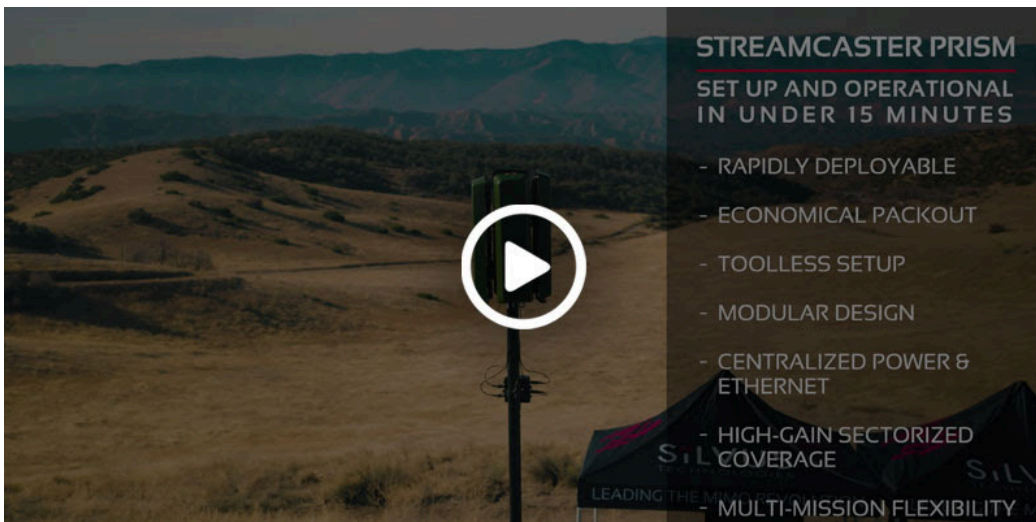 STREAMCASTER PRISM
SET UP AND OPERATIONAL
IN UNDER 15 MINUTES
- RAPIDLY DEPLOYABLE
- ECONOMICAL PACKOUT
- TOOLLESS SETUP
- MODULAR DESIGN
- CENTRALIZED POWER &
ETHERNET
- HIGH-GAIN SECTORIZED
COVERAGE
- MULTI-MISSION FLEXIBILITY
LEADING THE MIMO REVOLUTION